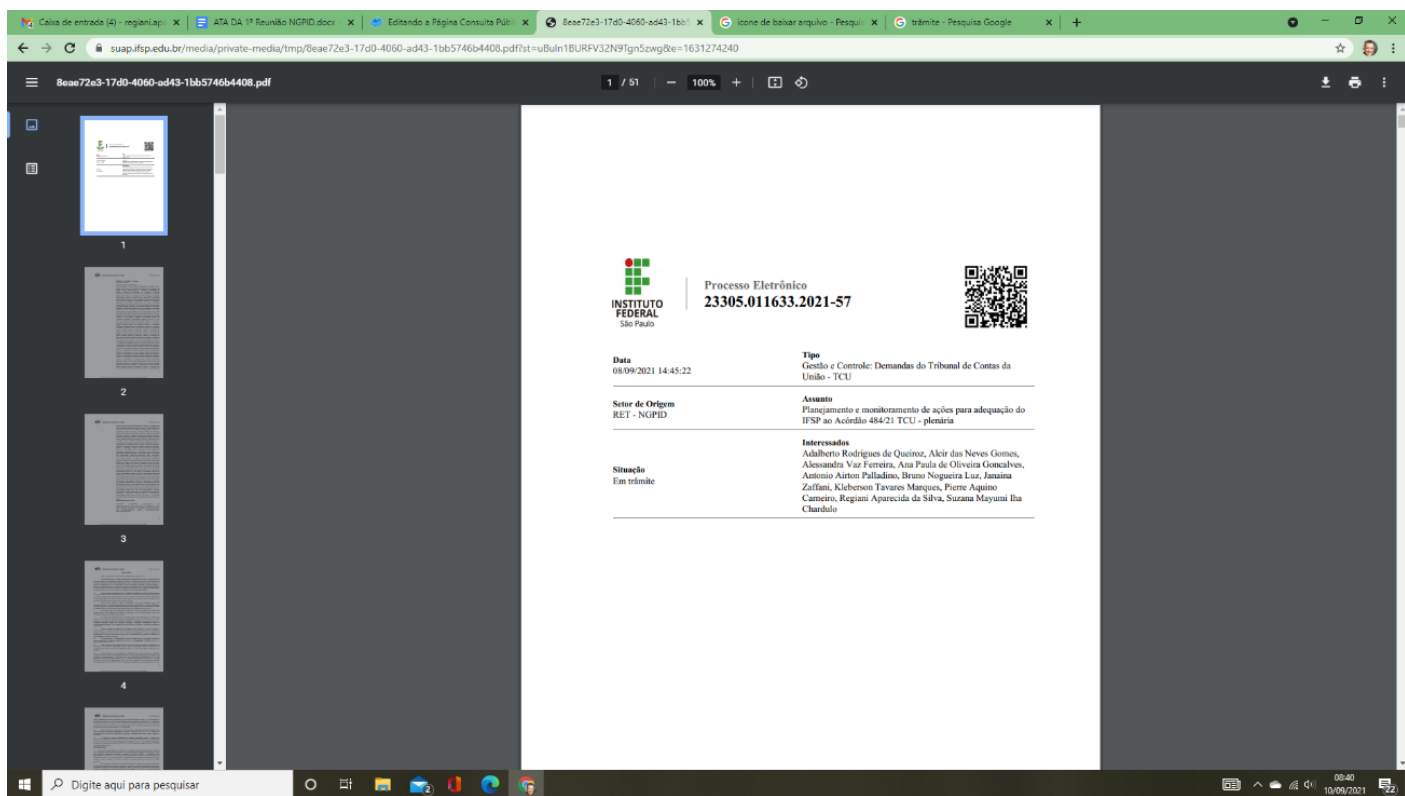 Caixa de entrada (4) - regiani.apa
ATA DA 1ª Reunião NGPID.docx -
Editando a Página Consulta Públi
8eae72e3-17d0-4060-ad43-1bb5
icone de baixar arquivo - Pesquis
trâmite - Pesquisa Google
suap.ifsp.edu.br/media/private-media/tmp/8eae72e3-17d0-4060-ad43-1bb5746b4408.pdf?st=uBuln1BURFV32N9Tgn5zwg&e=1631274240
8eae72e3-17d0-4060-ad43-1bb5746b4408.pdf
1 / 51
100%
1
2
3
4
INSTITUTO
FEDERAL
São Paulo
Processo Eletrônico
23305.011633.2021-57
Data
08/09/2021 14:45:22
Tipo
Gestão e Controle: Demandas do Tribunal de Contas da
União - TCU
Setor de Origem
RET - NGPID
Assunto
Planejamento e monitoramento de ações para adequação do
IFSP ao Acórdão 484/21 TCU - plenária
Situação
Em trâmite
Interessados
Adalberto Rodrigues de Queiroz, Alcir das Neves Gomes,
Alessandra Vaz Ferreira, Ana Paula de Oliveira Goncalves,
Antonio Airton Palladino, Bruno Nogueira Luz, Janaina
Zaffani, Kleberson Tavares Marques, Pierre Aquino
Carneiro, Regiani Aparecida da Silva, Suzana Mayumi Iha
Chardulo
Digite aqui para pesquisar
2
08:40
10/09/2021
22